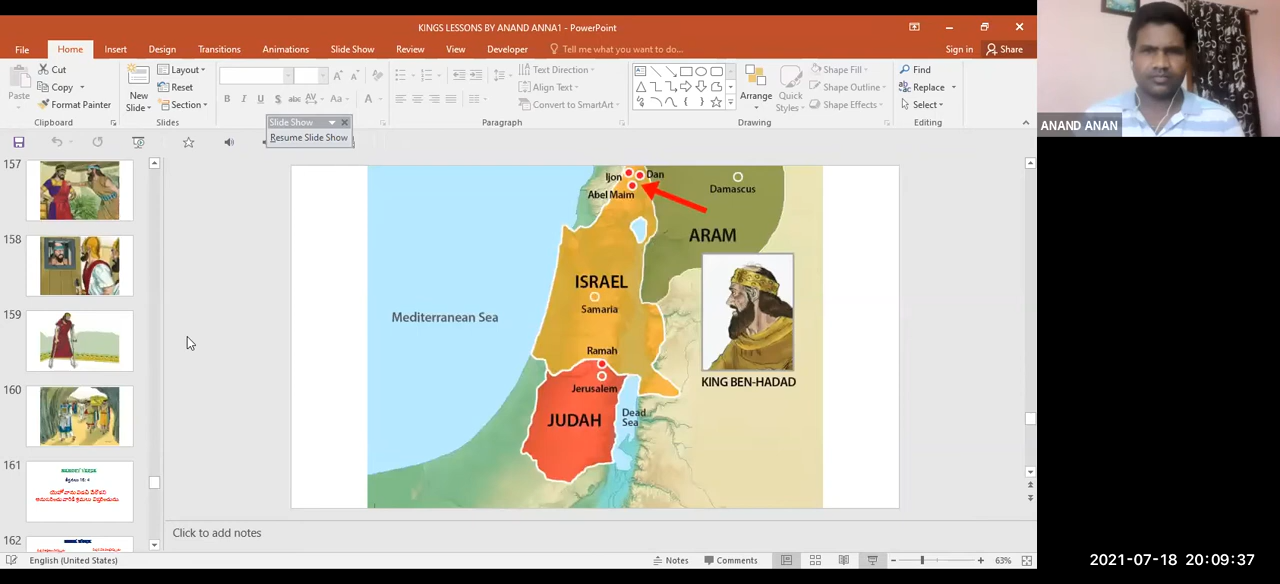 KINGS LESSONS BY ANAND ANNA1 - PowerPoint
File Home Insert Design Transitions Animations Slide Show Review View Developer Tell me what you want to do... Sign in Share
Paste Cut Copy Format Painter
Clipboard
New Slide Layout Reset Section
Slides
B I U S abc AV Aa A
Text Direction Align Text Convert to SmartArt
Paragraph
Arrange Quick Styles Shape Fill Shape Outline Shape Effects
Drawing
Find Replace Select
Editing
Slide Show
Resume Slide Show
157
158
159
160
161
162
Ijon Dan
Abel Maim
Damascus
ARAM
ISRAEL
Samaria
Mediterranean Sea
Ramah
Jerusalem
JUDAH
Dead Sea
KING BEN-HADAD
Click to add notes
English (United States)
Notes Comments 63%
ANAND ANAN
2021-07-18 20:09:37